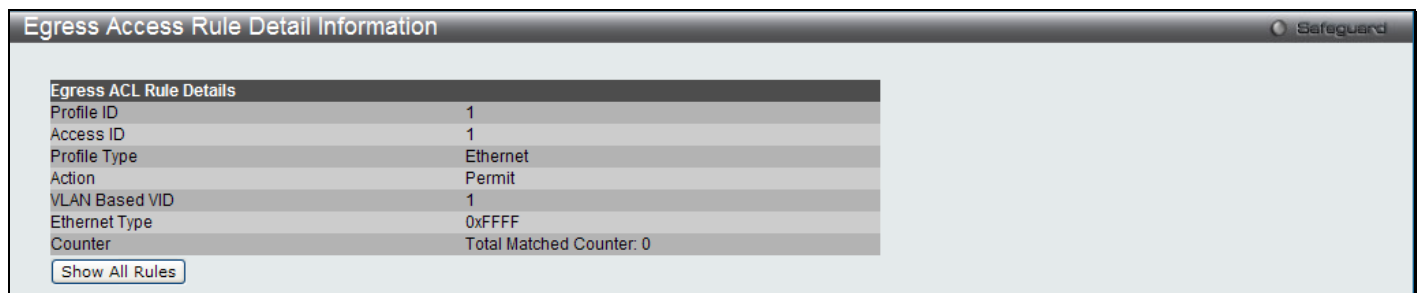 Egress Access Rule Detail Information
Safeguard
Egress ACL Rule Details
Profile ID 1
Access ID 1
Profile Type Ethernet
Action Permit
VLAN Based VID 1
Ethernet Type 0xFFFF
Counter Total Matched Counter: 0
Show All Rules